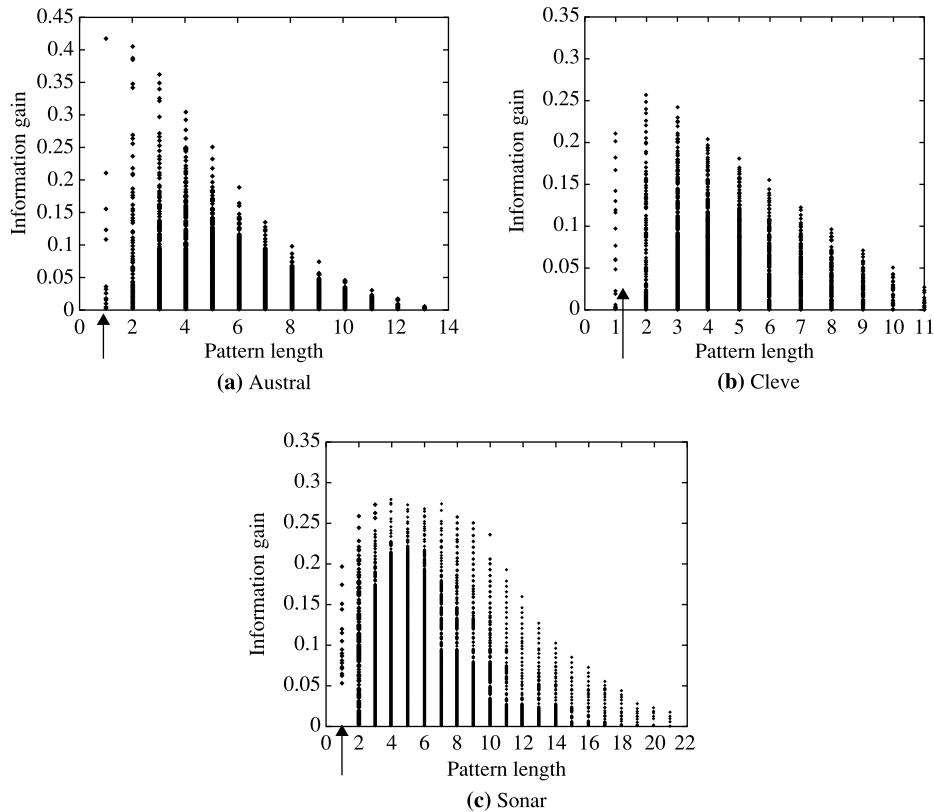 0.45
0.4
0.35
0.3
0.25
0.2
0.15
0.1
0.05
0
Information gain
0 2 4 6 8 10 12 14
Pattern length
(a) Austral
0.35
0.3
0.25
0.2
0.15
0.1
0.05
0
Information gain
0 1 2 3 4 5 6 7 8 9 10 11
Pattern length
(b) Cleve
0.35
0.3
0.25
0.2
0.15
0.1
0.05
0
Information gain
0 2 4 6 8 10 12 14 16 18 20 22
Pattern length
(c) Sonar